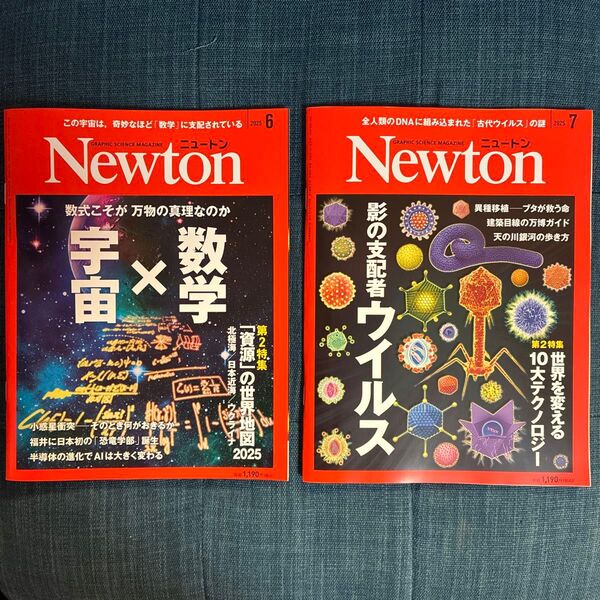 この宇宙は，奇妙なほど「数学」に支配されている
2025 6
GRAPHIC SCIENCE MAGAZINE
ニュートン
Newton
数式こそが 万物の真理なのか
数学
×
宇宙
第2特集
「資源」の世界地図
2025
北極海／日本近海／ウクライナ
小惑星衝突──そのとき何がおきるか
福井に日本初の「恐竜学部」誕生
半導体の進化でAIは大きく変わる
1,190円
全人類のDNAに組み込まれた「古代ウイルス」の謎
2025 7
GRAPHIC SCIENCE MAGAZINE
ニュートン
Newton
異種移植──ブタが救う命
建築目線の万博ガイド
天の川銀河の歩き方
影の支配者
ウイルス
第2特集
世界を変える
10大テクノロジー
1,190円